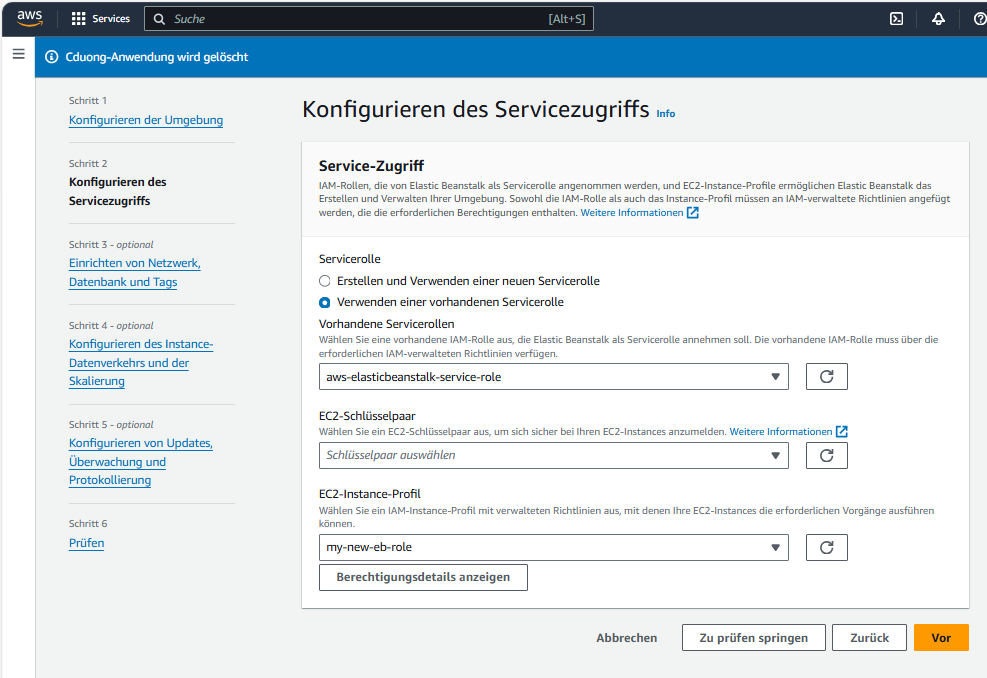 aws
Services
Suche
[Alt+S]
Cduong-Anwendung wird gelöscht
Schritt 1
Konfigurieren der Umgebung
Schritt 2
Konfigurieren des
Servicezugriffs
Schritt 3 - optional
Einrichten von Netzwerk,
Datenbank und Tags
Schritt 4 - optional
Konfigurieren des Instance-
Datenverkehrs und der
Skalierung
Schritt 5 - optional
Konfigurieren von Updates,
Überwachung und
Protokollierung
Schritt 6
Prüfen
Konfigurieren des Servicezugriffs Info
Service-Zugriff
IAM-Rollen, die von Elastic Beanstalk als Servicerolle angenommen werden, und EC2-Instance-Profile ermöglichen Elastic Beanstalk das
Erstellen und Verwalten Ihrer Umgebung. Sowohl die IAM-Rolle als auch das Instance-Profil müssen an IAM-verwaltete Richtlinien angefügt
werden, die die erforderlichen Berechtigungen enthalten. Weitere Informationen
Servicerolle
Erstellen und Verwenden einer neuen Servicerolle
Verwenden einer vorhandenen Servicerolle
Vorhandene Servicerollen
Wählen Sie eine vorhandene IAM-Rolle aus, die Elastic Beanstalk als Servicerolle annehmen soll. Die vorhandene IAM-Rolle muss über die
erforderlichen IAM-verwalteten Richtlinien verfügen.
aws-elasticbeanstalk-service-role
EC2-Schlüsselpaar
Wählen Sie ein EC2-Schlüsselpaar aus, um sich sicher bei Ihren EC2-Instances anzumelden. Weitere Informationen
Schlüsselpaar auswählen
EC2-Instance-Profil
Wählen Sie ein IAM-Instance-Profil mit verwalteten Richtlinien aus, mit denen Ihre EC2-Instances die erforderlichen Vorgänge ausführen
können.
my-new-eb-role
Berechtigungsdetails anzeigen
Abbrechen
Zu prüfen springen
Zurück
Vor